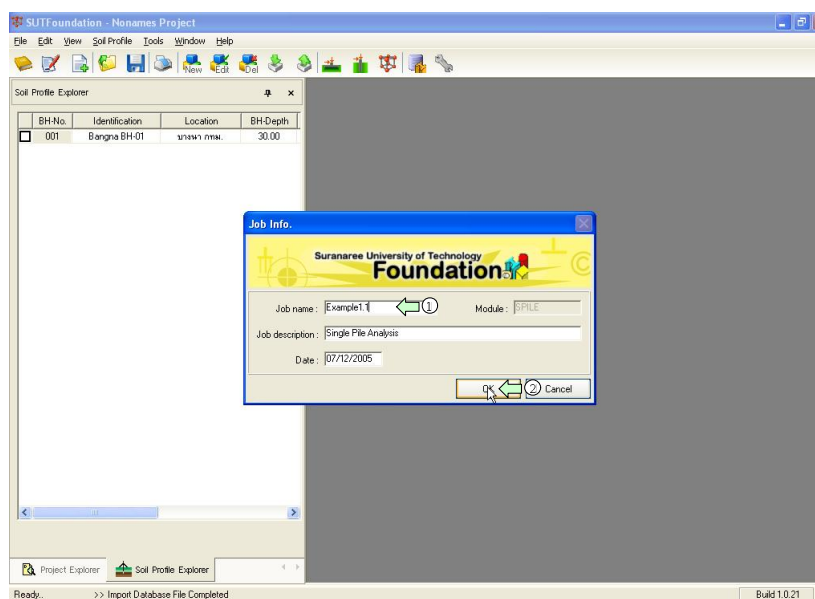 SUTFoundation - Nonames Project
File Edit View Soil Profile Tools Window Help
New Edit Del
Soil Profile Explorer
BH-No. Identification Location BH-Depth
001 Bangna BH-01 บางนา กทม. 30.00
Job Info.
Suranaree University of Technology
Foundation
Job name : Example1.1 1 Module : SPILE
Job description : Single Pile Analysis
Date : 07/12/2005
OK 2 Cancel
Project Explorer Soil Profile Explorer
Ready.. >> Import Database File Completed Build 1.0.21